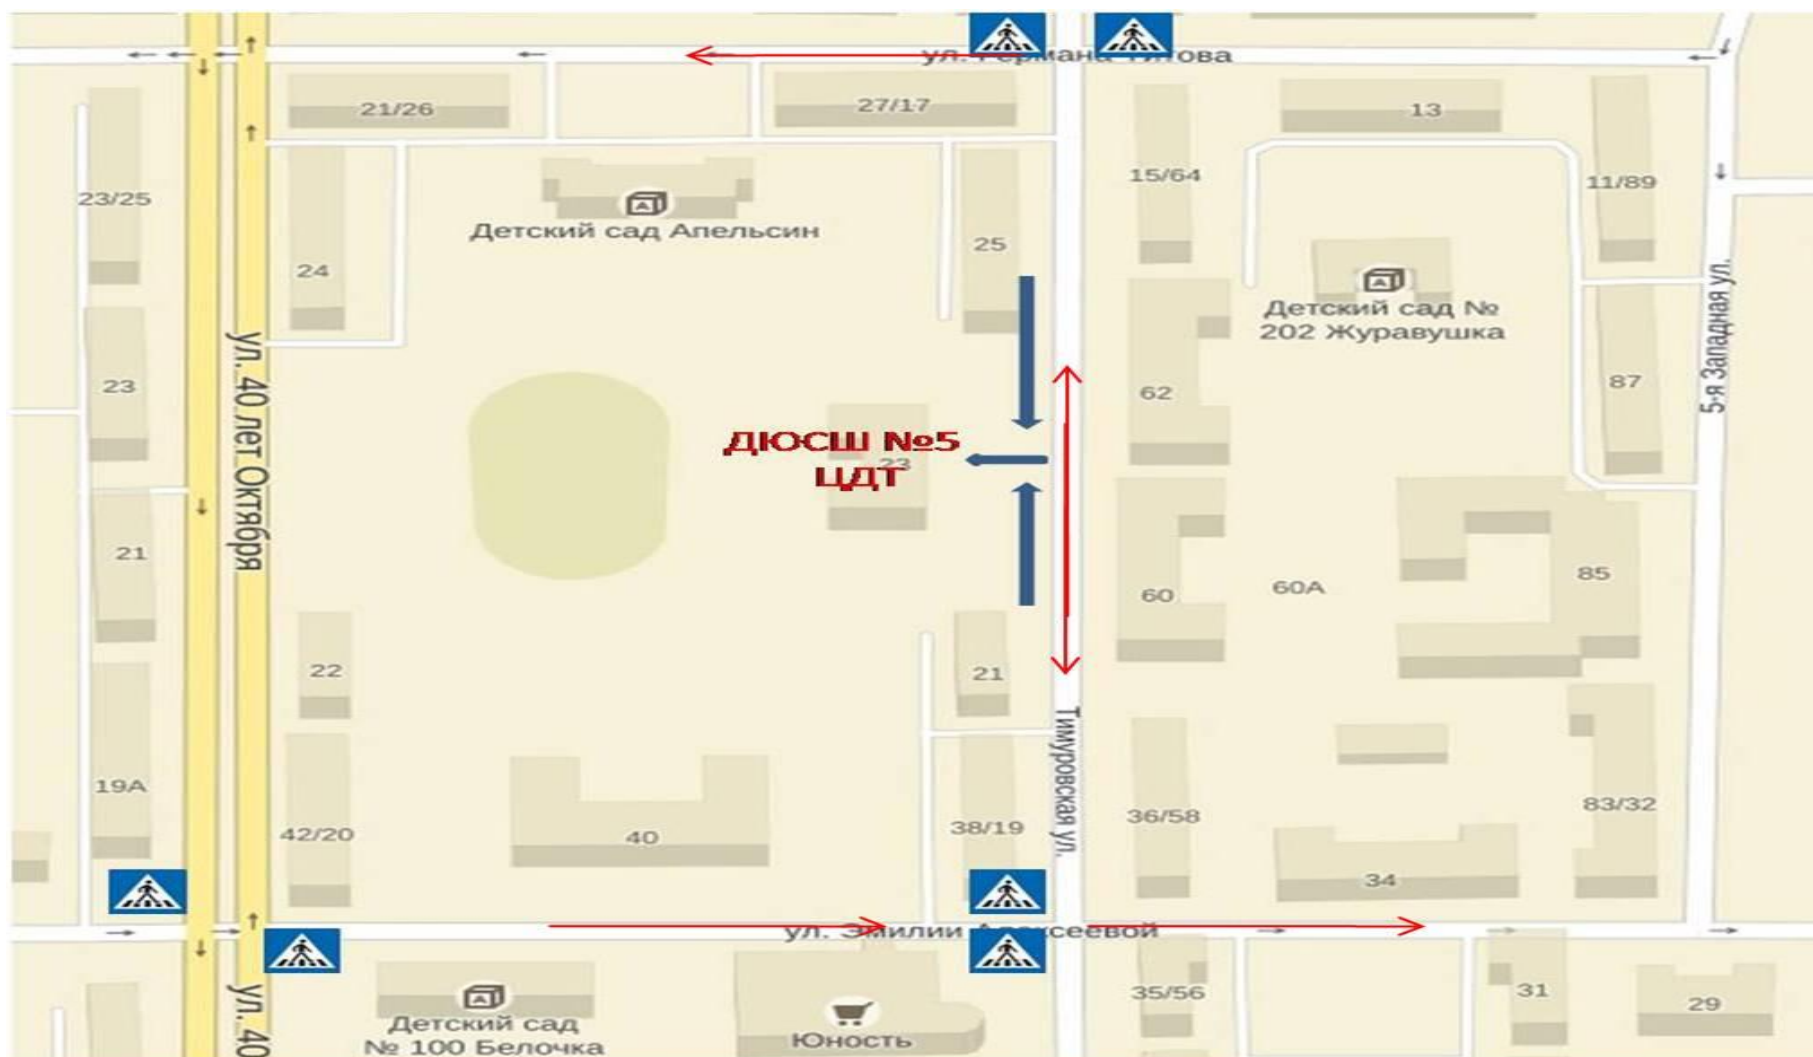 ул. Германа Титова
21/26
27/17
13
23/25
15/64
11/89
Детский сад Апельсин
25
24
Детский сад №
202 Журавушка
5-я Западная ул.
ул. 40 лет Октября
23
62
87
ДЮСШ №5
23
ЦДТ
21
60
60А
85
22
21
Тимуровская ул.
19А
42/20
40
38/19
36/58
83/32
34
ул. Эмилии Алексеевой
ул. 40
35/56
31
29
Детский сад
№ 100 Белочка
Юность